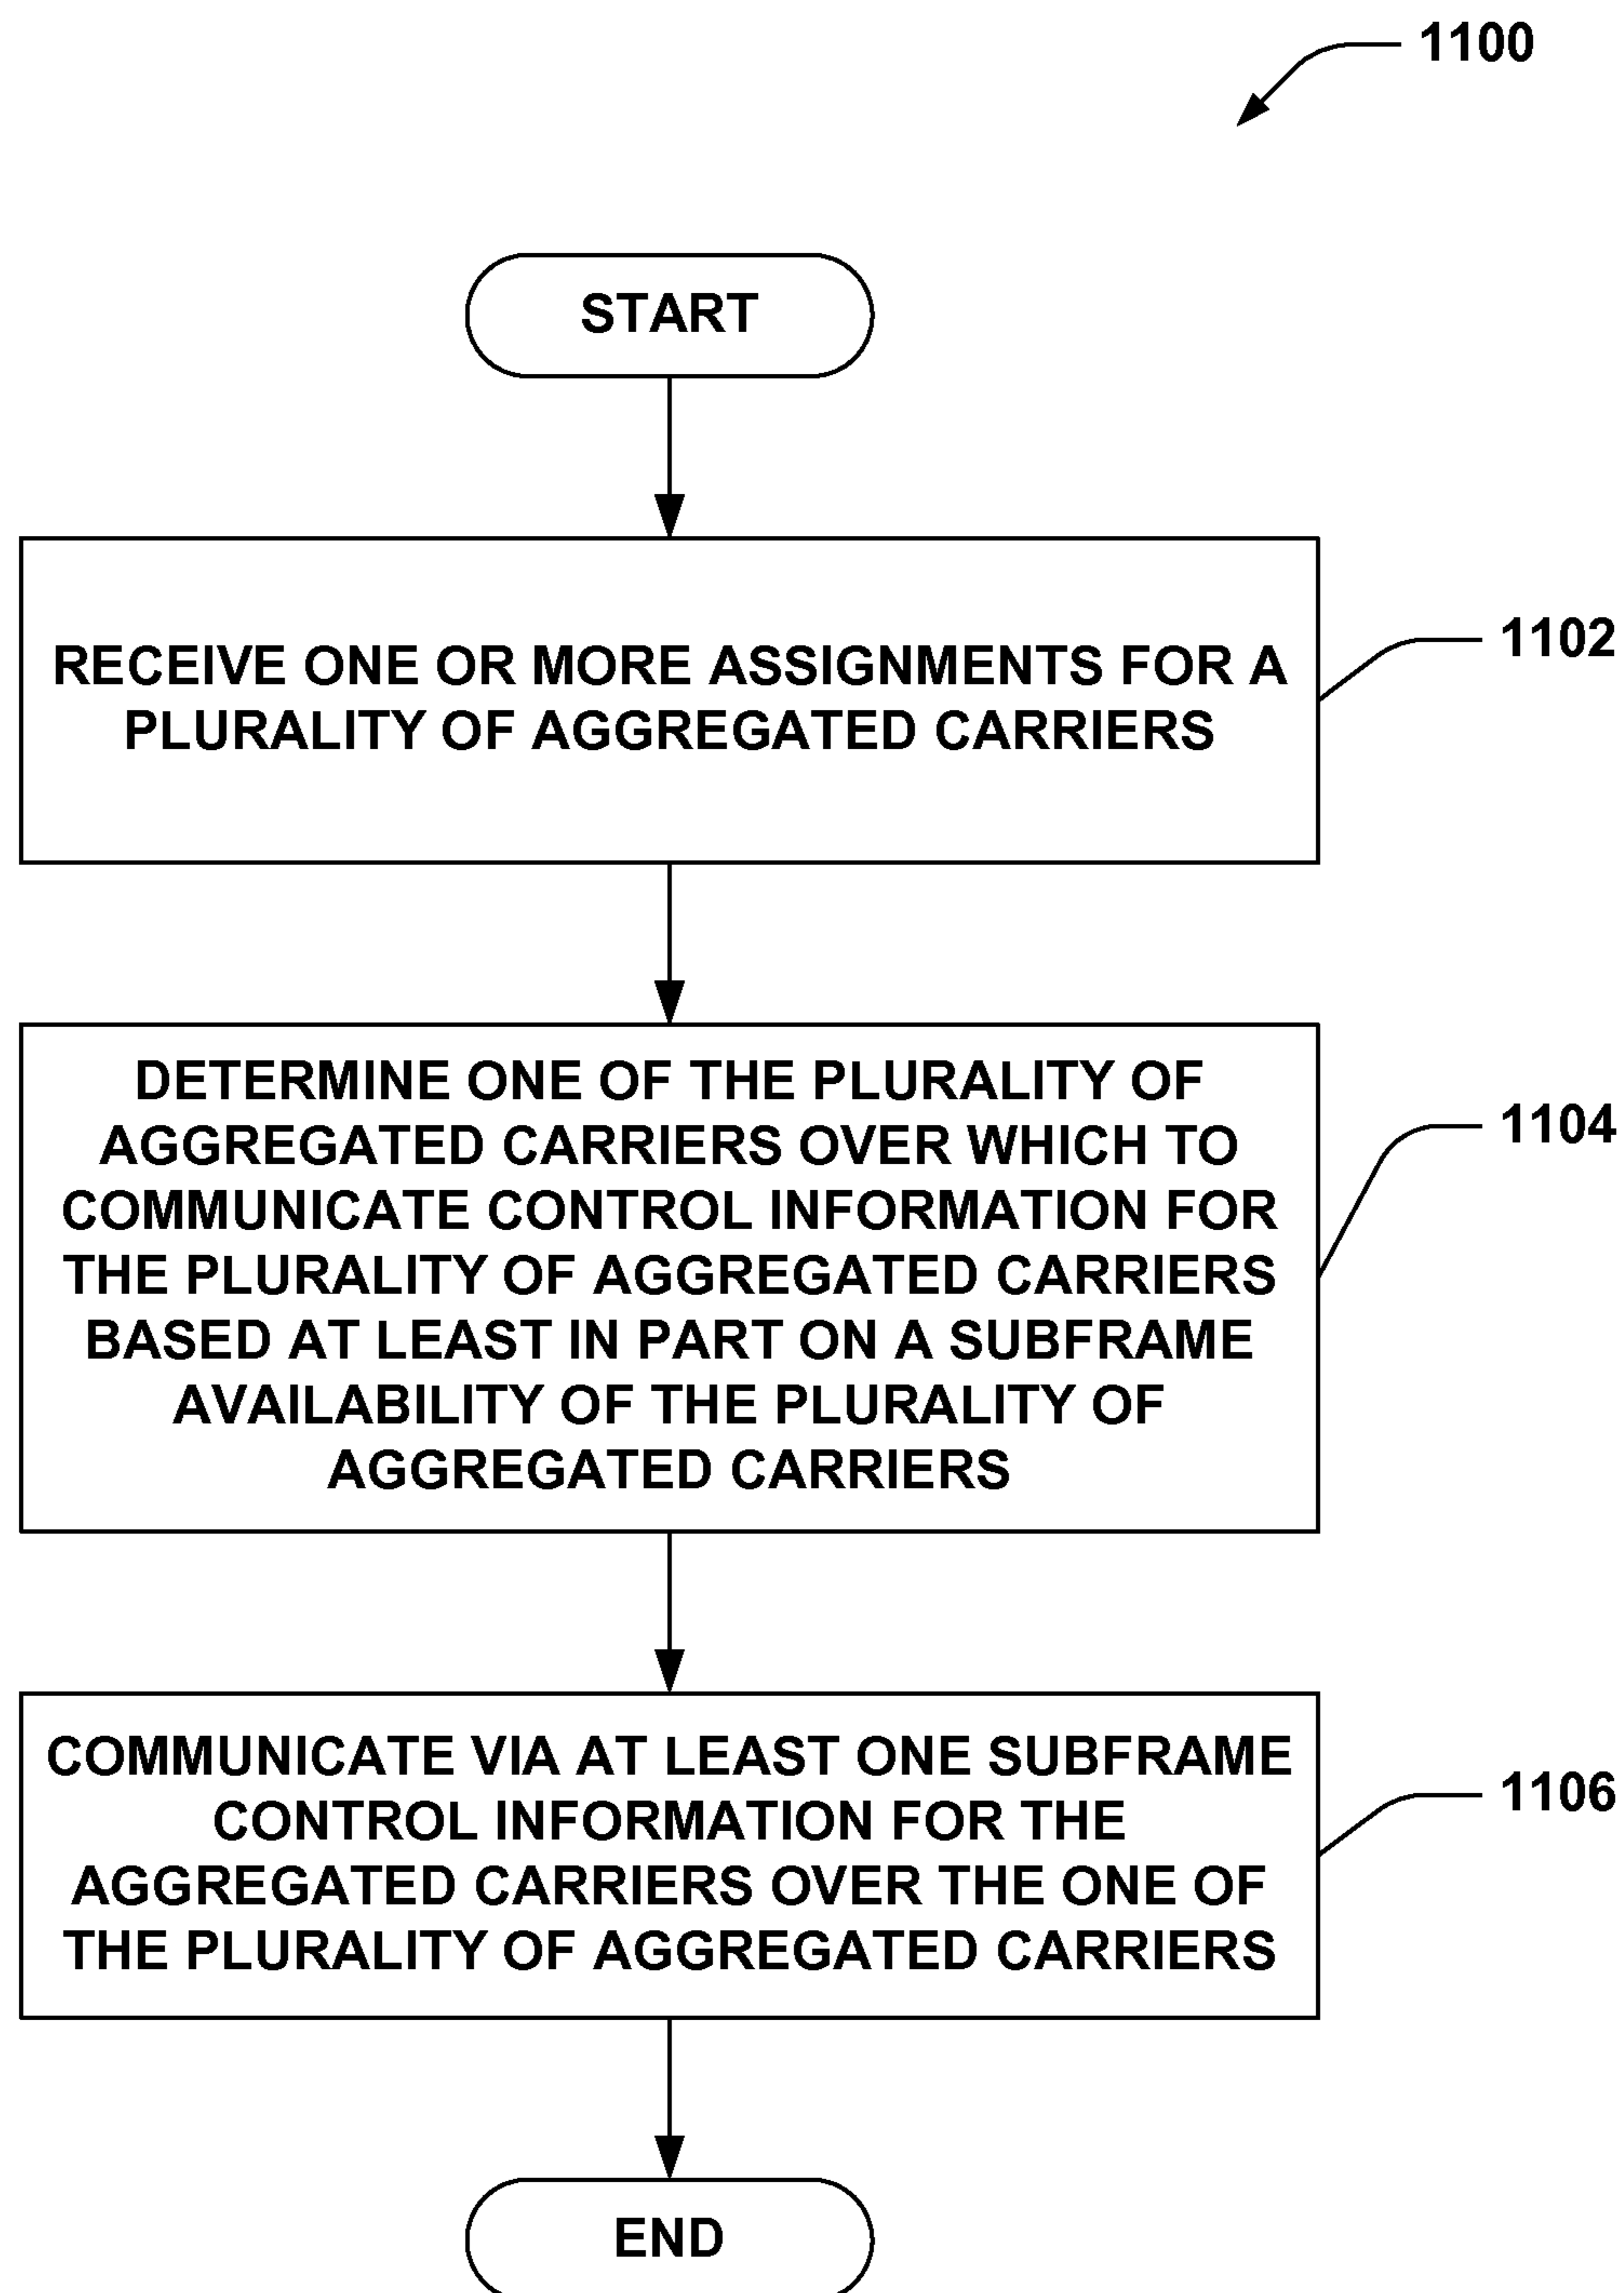 1100
START
RECEIVE ONE OR MORE ASSIGNMENTS FOR A
PLURALITY OF AGGREGATED CARRIERS
1102
DETERMINE ONE OF THE PLURALITY OF
AGGREGATED CARRIERS OVER WHICH TO
COMMUNICATE CONTROL INFORMATION FOR
THE PLURALITY OF AGGREGATED CARRIERS
BASED AT LEAST IN PART ON A SUBFRAME
AVAILABILITY OF THE PLURALITY OF
AGGREGATED CARRIERS
1104
COMMUNICATE VIA AT LEAST ONE SUBFRAME
CONTROL INFORMATION FOR THE
AGGREGATED CARRIERS OVER THE ONE OF
THE PLURALITY OF AGGREGATED CARRIERS
1106
END